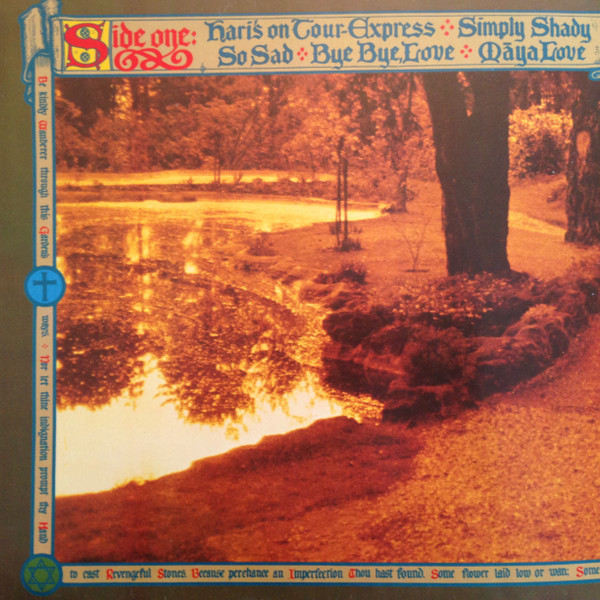 Side one: Hari's on Tour-Express ❖ Simply Shady
So Sad ❖ Bye Bye, Love ❖ Māya Love
Be kindly Wanderer through this Gardens
ways. ❖ Nor let thine indignation prompt thy Hand
to cast Revengeful Stones, Because perchance an Imperfection Thou hast found. Some flower laid low or wan: Some